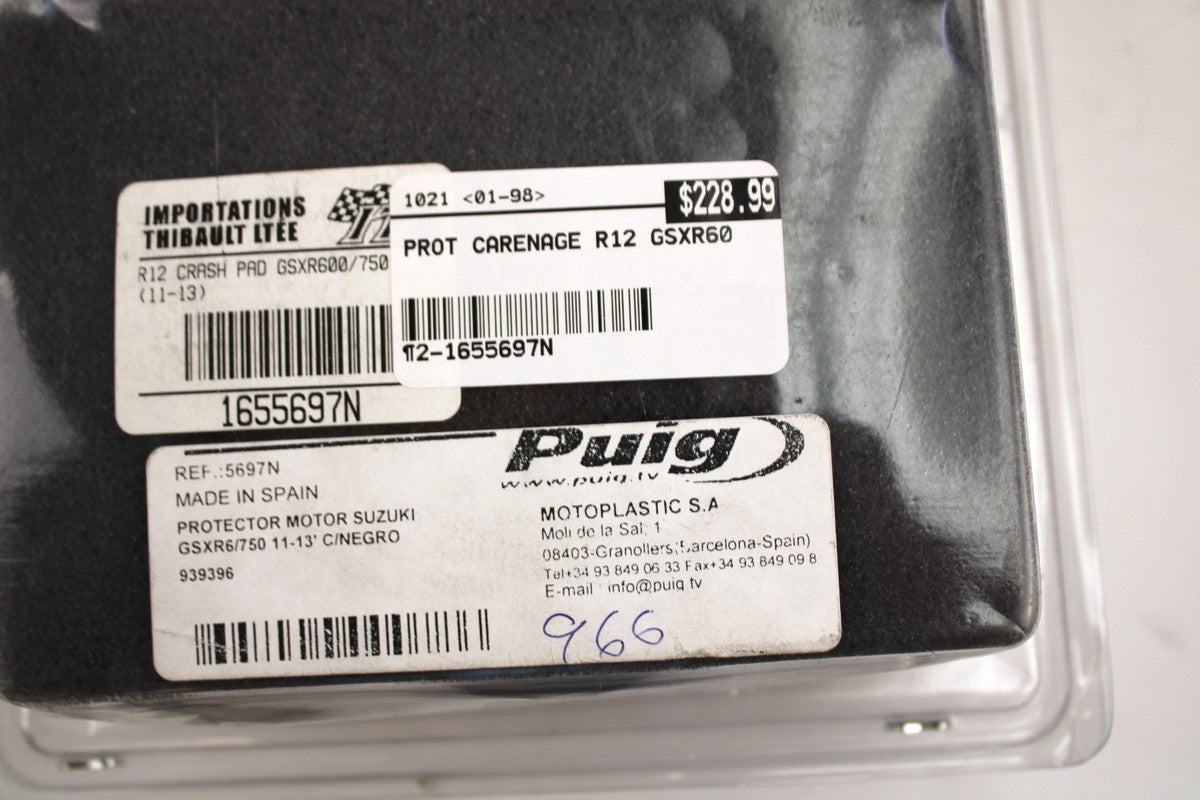 IMPORTATIONS
THIBAULT LTÉE
R12 CRASH PAD GSXR600/750
(11-13)
1655697N
1021 <01-98>
$228.99
PROT CARENAGE R12 GSXR60
¶2-1655697N
Puig
www.puig.tv
REF.:5697N
MADE IN SPAIN
PROTECTOR MOTOR SUZUKI
GSXR6/750 11-13' C/NEGRO
939396
MOTOPLASTIC S.A
Moli de la Sal, 1
08403-Granollers(Barcelona-Spain)
Tel+34 93 849 06 33 Fax+34 93 849 09 8
E-mail : info@puig.tv
966